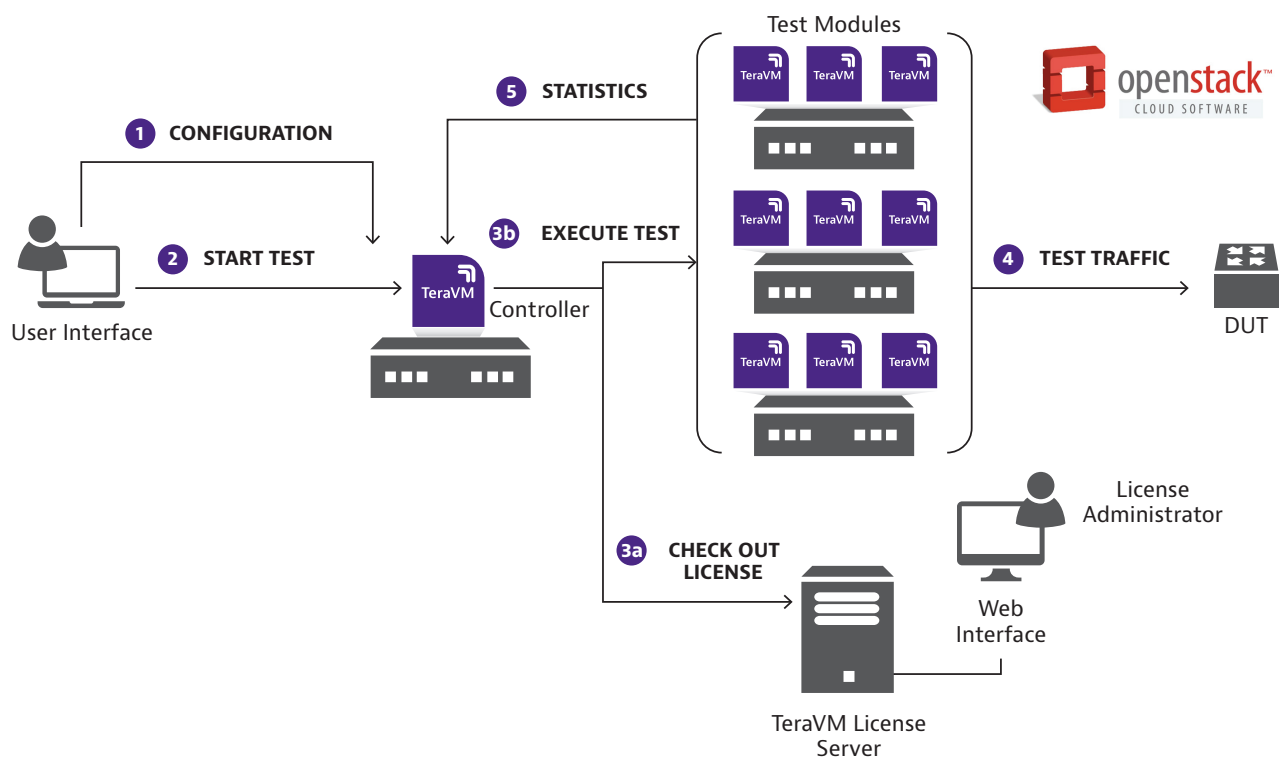 Test Modules
TeraVM
TeraVM
TeraVM
openstack™
CLOUD SOFTWARE
5 STATISTICS
1 CONFIGURATION
TeraVM
TeraVM
TeraVM
3b EXECUTE TEST
2 START TEST
4 TEST TRAFFIC
TeraVM
Controller
User Interface
DUT
TeraVM
TeraVM
TeraVM
License
Administrator
3a CHECK OUT
LICENSE
Web
Interface
TeraVM License
Server